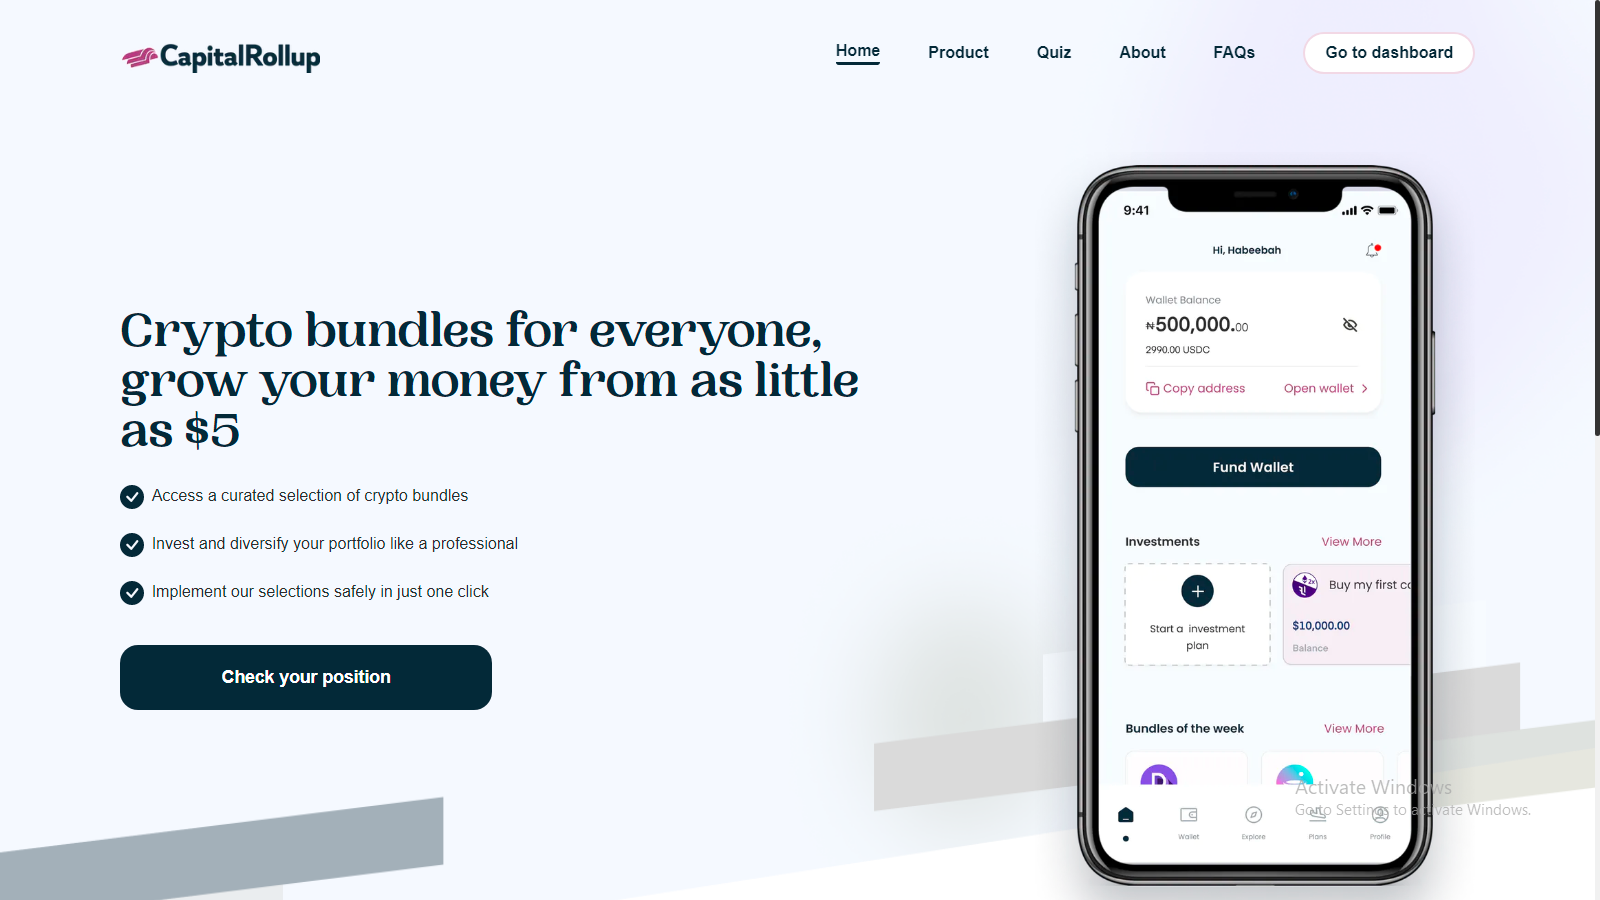 CapitalRollup
Home
Product
Quiz
About
FAQs
Go to dashboard
Crypto bundles for everyone,
grow your money from as little
as $5
Access a curated selection of crypto bundles
Invest and diversify your portfolio like a professional
Implement our selections safely in just one click
Check your position
9:41
Hi, Habeebah
Wallet Balance
₦500,000.00
2990.00 USDC
Copy address
Open wallet
Fund Wallet
Investments
View More
Start a investment
plan
2x
Buy my first co
$10,000.00
Balance
Bundles of the week
View More
Activate Windows
Go to Settings to activate Windows.
Wallet
Explore
Plans
Profile